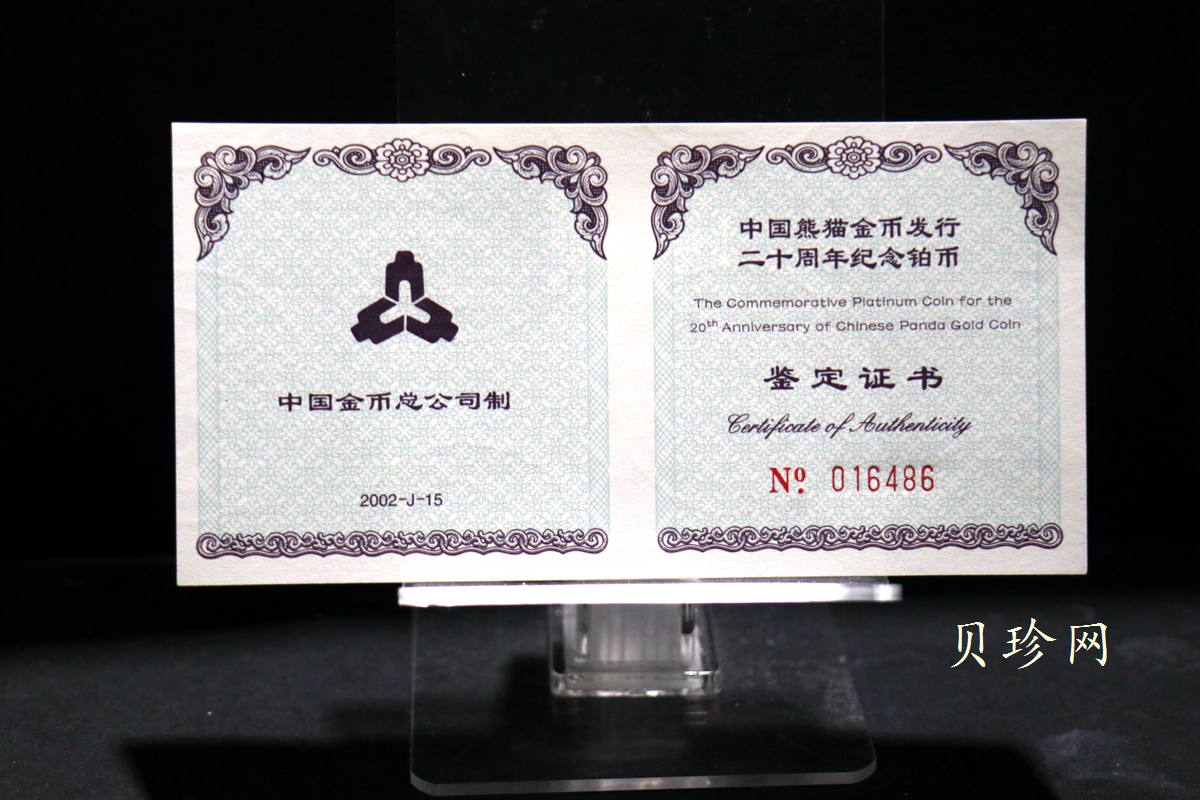 中国金币总公司制
2002-J-15
中国熊猫金币发行
二十周年纪念铂币
The Commemorative Platinum Coin for the
20th Anniversary of Chinese Panda Gold Coin
鉴定证书
Certificate of Authenticity
Nº. 016486
贝珍网